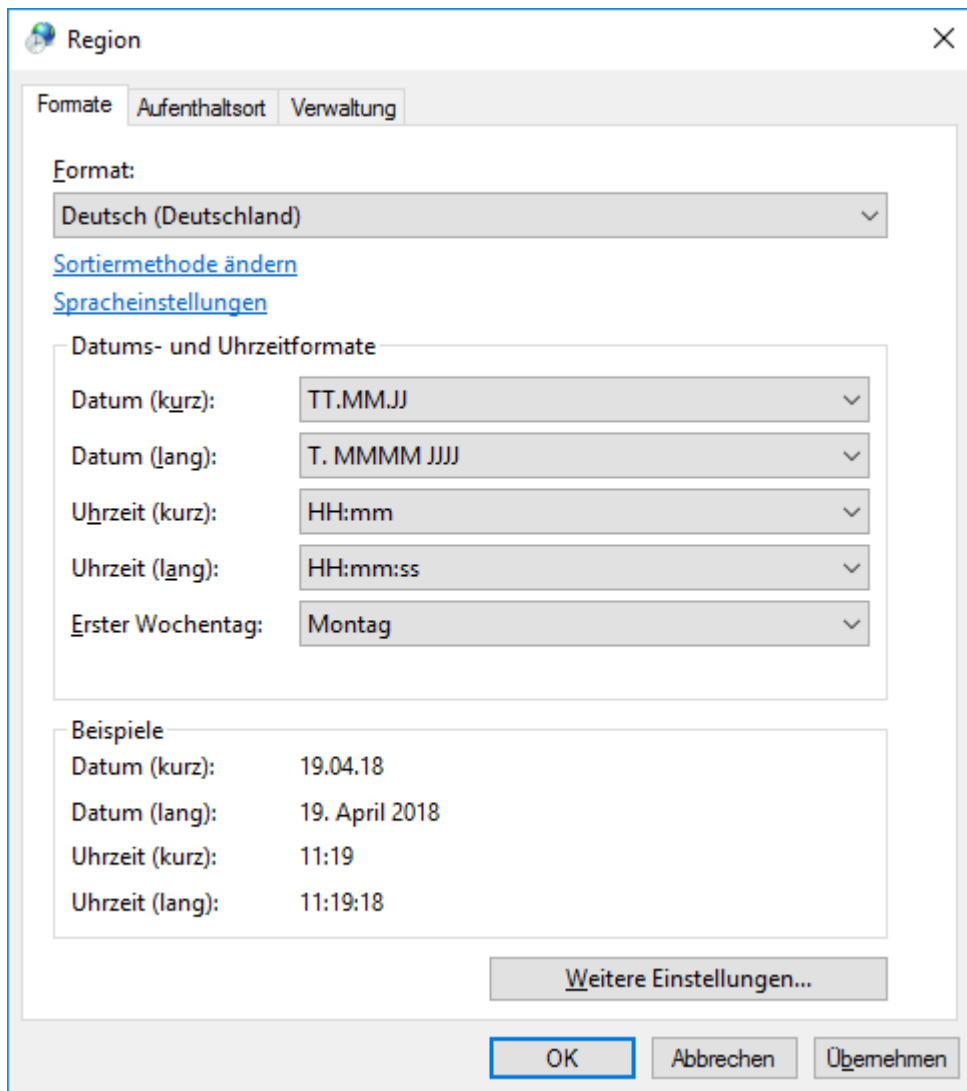 Region
Formate Aufenthaltsort Verwaltung
Format:
Deutsch (Deutschland)
Sortiermethode ändern
Spracheinstellungen
Datums- und Uhrzeitformate
Datum (kurz): TT.MM.JJ
Datum (lang): T. MMMM JJJJ
Uhrzeit (kurz): HH:mm
Uhrzeit (lang): HH:mm:ss
Erster Wochentag: Montag
Beispiele
Datum (kurz): 19.04.18
Datum (lang): 19. April 2018
Uhrzeit (kurz): 11:19
Uhrzeit (lang): 11:19:18
Weitere Einstellungen...
OK Abbrechen Übernehmen